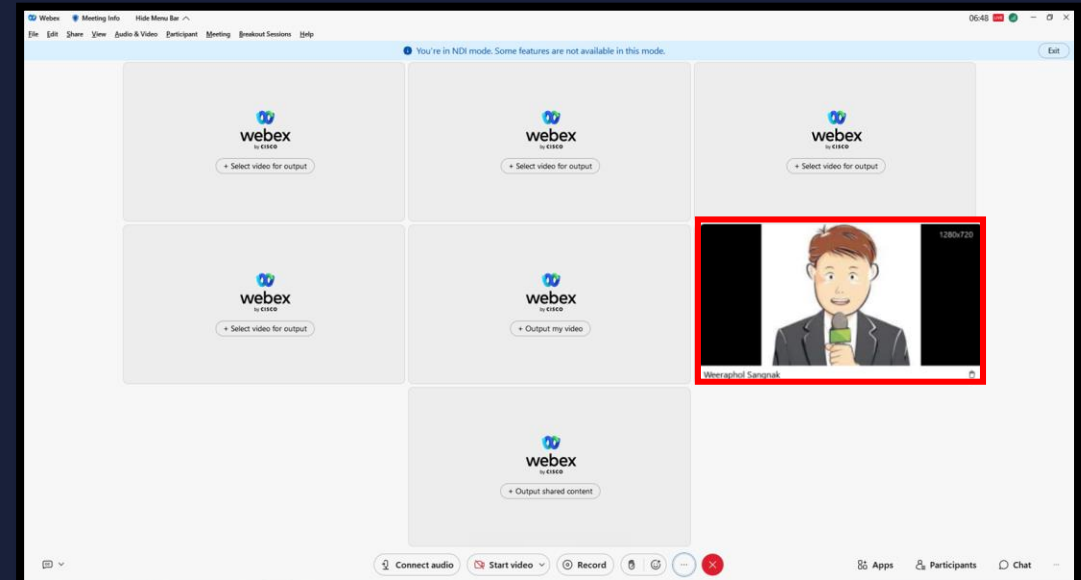 Webex Meeting Info Hide Menu Bar
06:48 LIVE
File Edit Share View Audio & Video Participant Meeting Breakout Sessions Help
You're in NDI mode. Some features are not available in this mode.
Exit
webex
by CISCO
+ Select video for output
webex
by CISCO
+ Select video for output
webex
by CISCO
+ Select video for output
webex
by CISCO
+ Select video for output
webex
by CISCO
+ Output my video
1280x720
Weeraphol Sangnak
webex
by CISCO
+ Output shared content
Connect audio Start video Record
Apps Participants Chat